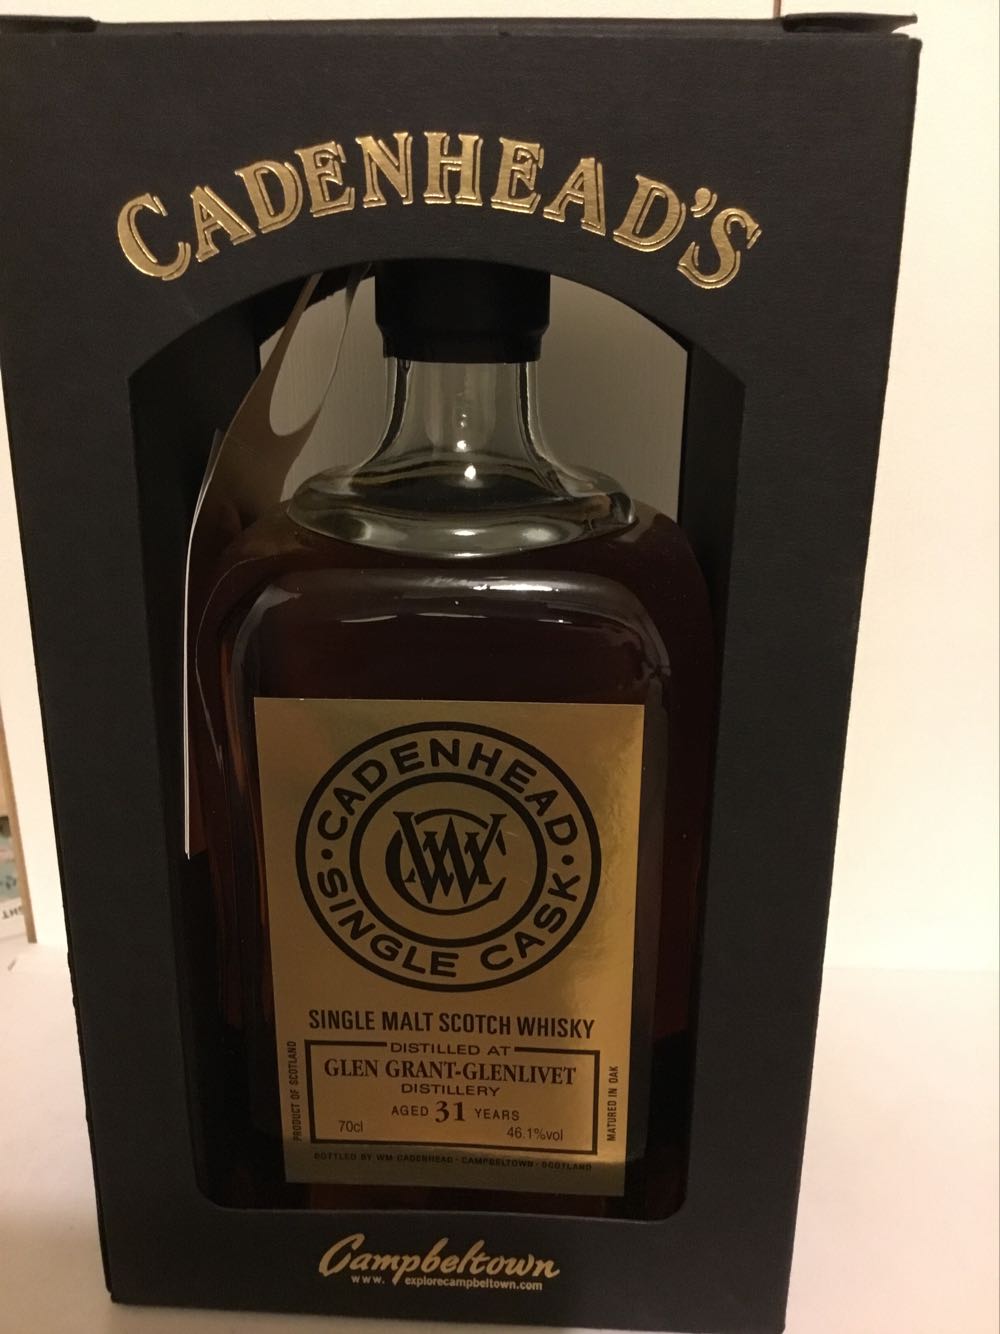 CADENHEAD'S
CADENHEAD
WC
SINGLE CASK
SINGLE MALT SCOTCH WHISKY
DISTILLED AT
GLEN GRANT-GLENLIVET
DISTILLERY
AGED 31 YEARS
70cl 46.1%vol
PRODUCT OF SCOTLAND
MATURED IN OAK
BOTTLED BY WM CADENHEAD · CAMPBELTOWN · SCOTLAND
Campbeltown
www. explorecampbeltown.com